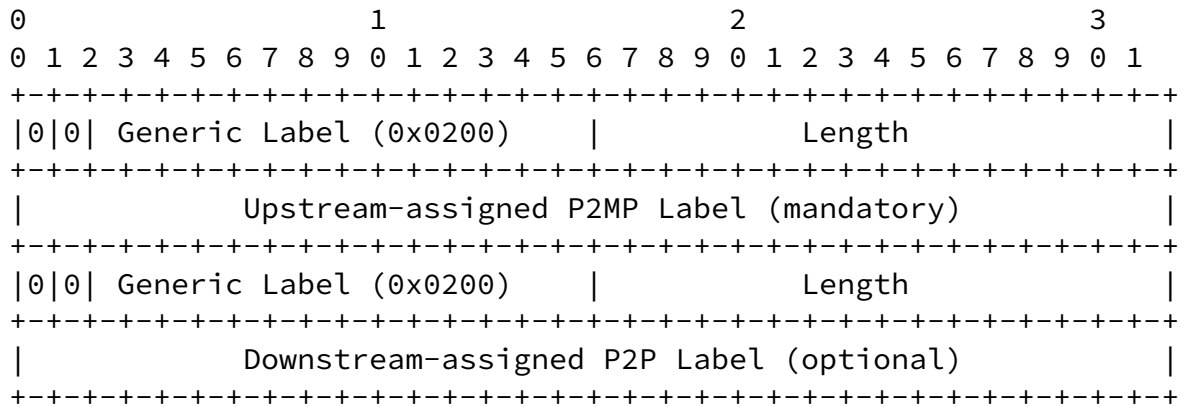 0                   1                   2                   3
0 1 2 3 4 5 6 7 8 9 0 1 2 3 4 5 6 7 8 9 0 1 2 3 4 5 6 7 8 9 0 1
+-+-+-+-+-+-+-+-+-+-+-+-+-+-+-+-+-+-+-+-+-+-+-+-+-+-+-+-+-+-+-+-+
|0|0| Generic Label (0x0200)    |           Length              |
+-+-+-+-+-+-+-+-+-+-+-+-+-+-+-+-+-+-+-+-+-+-+-+-+-+-+-+-+-+-+-+-+
|            Upstream-assigned P2MP Label (mandatory)           |
+-+-+-+-+-+-+-+-+-+-+-+-+-+-+-+-+-+-+-+-+-+-+-+-+-+-+-+-+-+-+-+-+
|0|0| Generic Label (0x0200)    |           Length              |
+-+-+-+-+-+-+-+-+-+-+-+-+-+-+-+-+-+-+-+-+-+-+-+-+-+-+-+-+-+-+-+-+
|            Downstream-assigned P2P Label (optional)           |
+-+-+-+-+-+-+-+-+-+-+-+-+-+-+-+-+-+-+-+-+-+-+-+-+-+-+-+-+-+-+-+-+